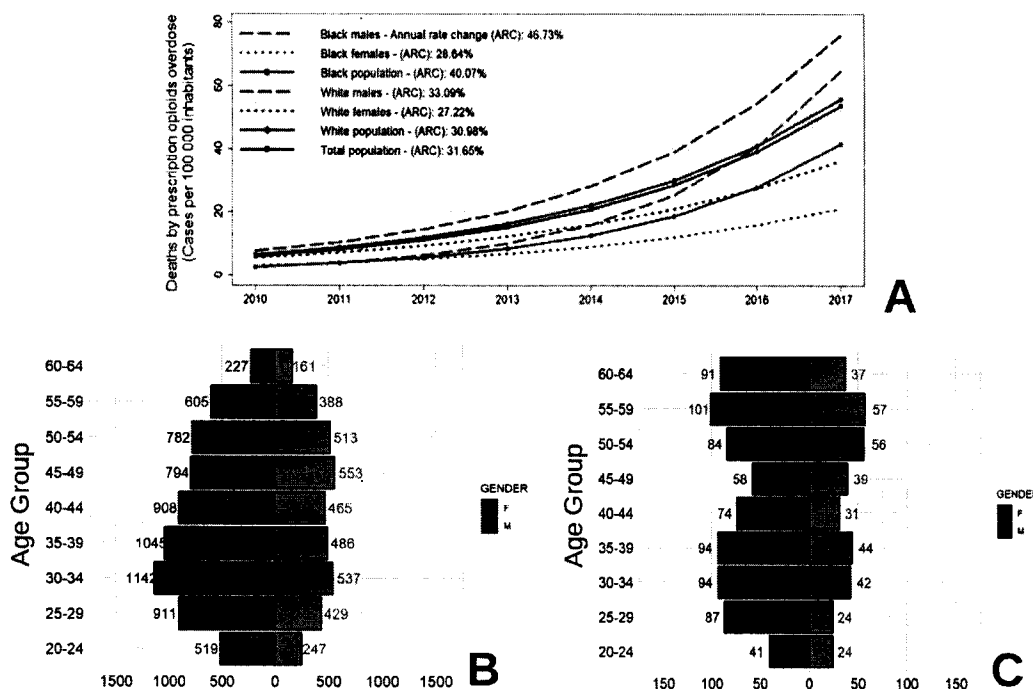 80
60
40
20
0
Deaths by prescription opioids overdose
(Cases per 100 000 inhabitants)
Black males - Annual rate change (ARC): 46.73%
Black females - (ARC): 28.64%
Black population - (ARC): 40.07%
White males - (ARC): 33.09%
White females - (ARC): 27.22%
White population - (ARC): 30.98%
Total population - (ARC): 31.65%
2010 2011 2012 2013 2014 2015 2016 2017
A
Age Group
60-64 227 161
55-59 605 388
50-54 782 513
45-49 794 553
40-44 908 465
35-39 1045 486
30-34 1142 537
25-29 911 429
20-24 519 247
1500 1000 500 0 500 1000 1500
GENDER
F
M
B
Age Group
60-64 91 37
55-59 101 57
50-54 84 56
45-49 58 39
40-44 74 31
35-39 94 44
30-34 94 42
25-29 87 24
20-24 41 24
150 100 50 0 50 100 150
GENDE
F
M
C